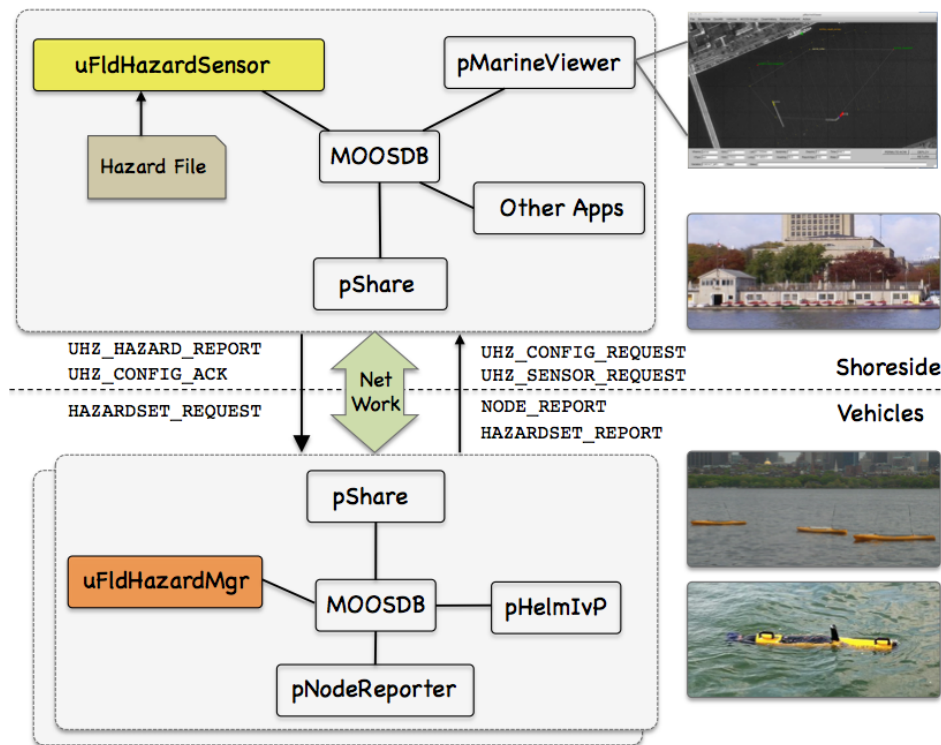 uFldHazardSensor
pMarineViewer
Hazard File
MOOSDB
Other Apps
pShare
UHZ_HAZARD_REPORT
UHZ_CONFIG_ACK
HAZARDSET_REQUEST
Net
Work
UHZ_CONFIG_REQUEST
UHZ_SENSOR_REQUEST
NODE_REPORT
HAZARDSET_REPORT
Shoreside
Vehicles
pShare
uFldHazardMgr
MOOSDB
pHelmIvP
pNodeReporter